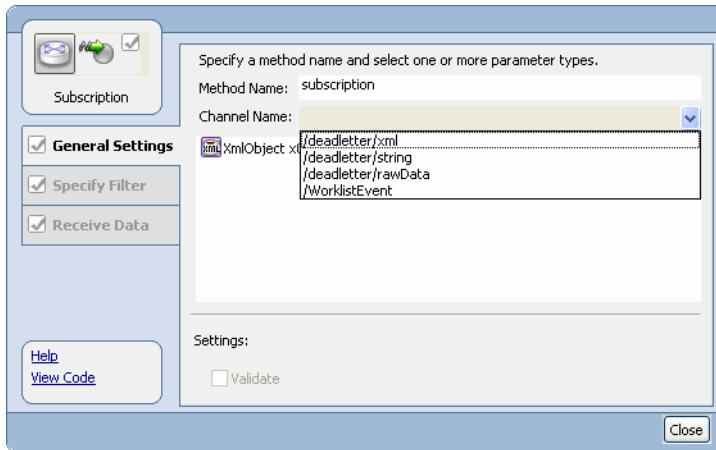 Subscription
General Settings
Specify Filter
Receive Data
Help
View Code
Specify a method name and select one or more parameter types.
Method Name: subscription
Channel Name:
/deadletter/xml
/deadletter/string
/deadletter/rawData
/WorklistEvent
XmlObject
Settings:
Validate
Close